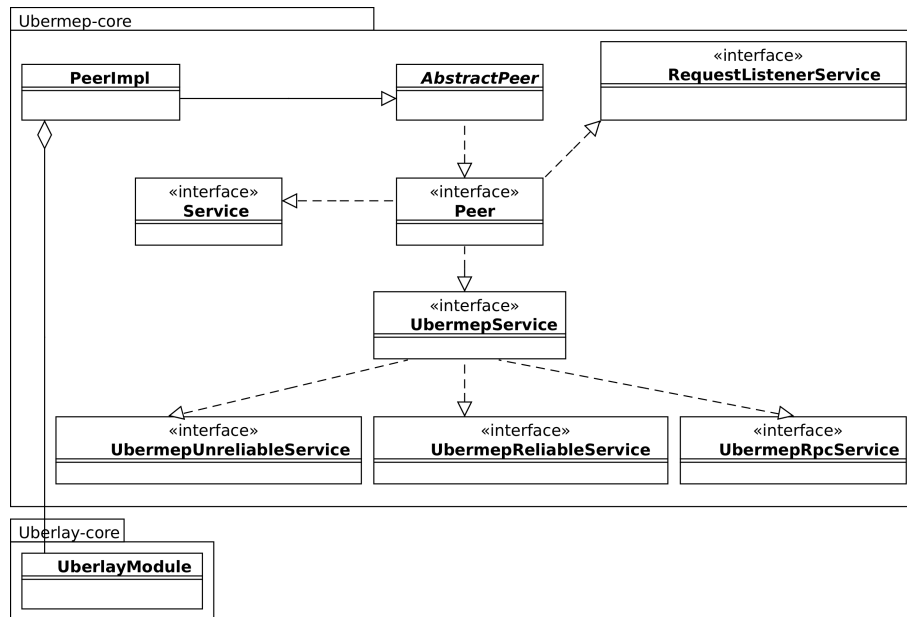 Ubermep-core
PeerImpl
AbstractPeer
«interface»
RequestListenerService
«interface»
Service
«interface»
Peer
«interface»
UbermepService
«interface»
UbermepUnreliableService
«interface»
UbermepReliableService
«interface»
UbermepRpcService
Uberlay-core
UberlayModule